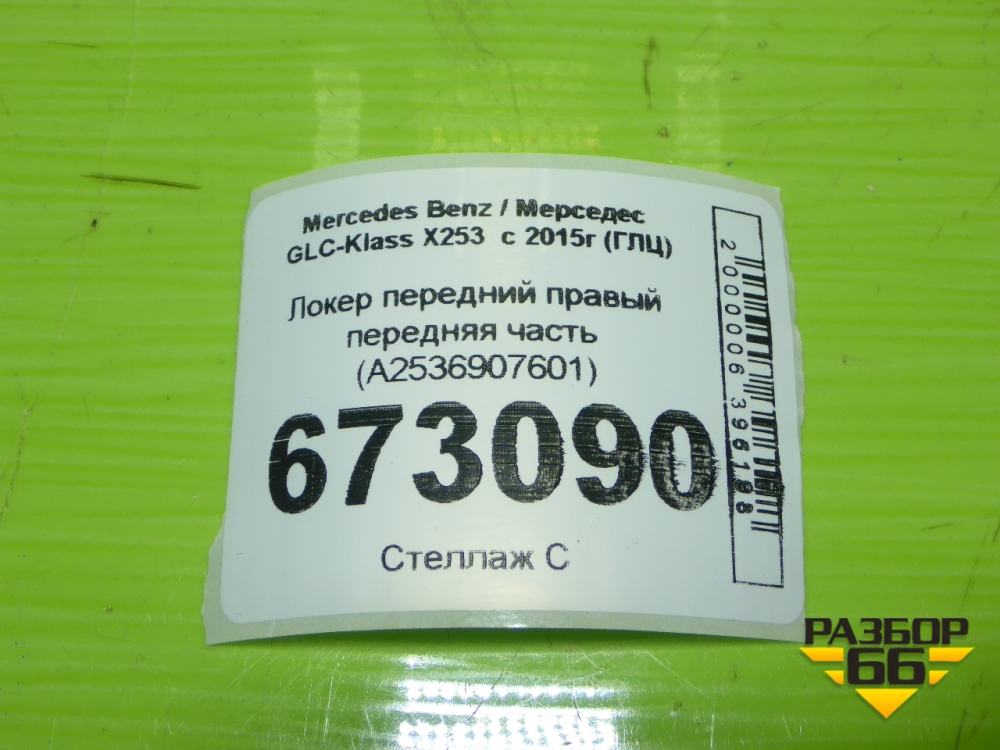 Mercedes Benz / Мерседес
GLC-Klass X253 с 2015г (ГЛЦ)
Локер передний правый
передняя часть
(A2536907601)
673090
Стеллаж С
2000006396198
РАЗБОР
66